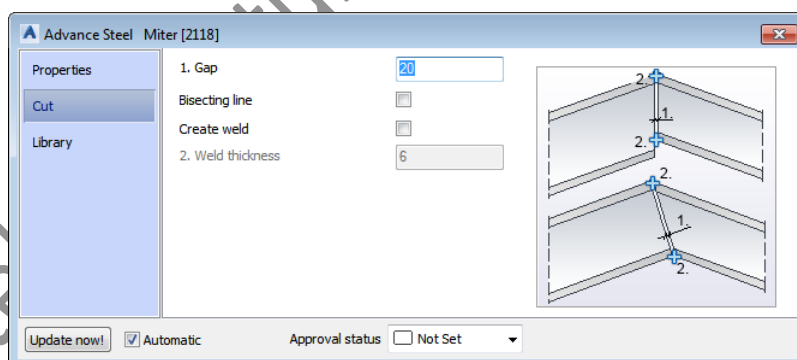 Advance Steel Miter [2118]
Properties
Cut
Library
1. Gap
20
Bisecting line
Create weld
2. Weld thickness
6
2.
1.
2.
2.
1.
2.
Update now!
Automatic
Approval status
Not Set